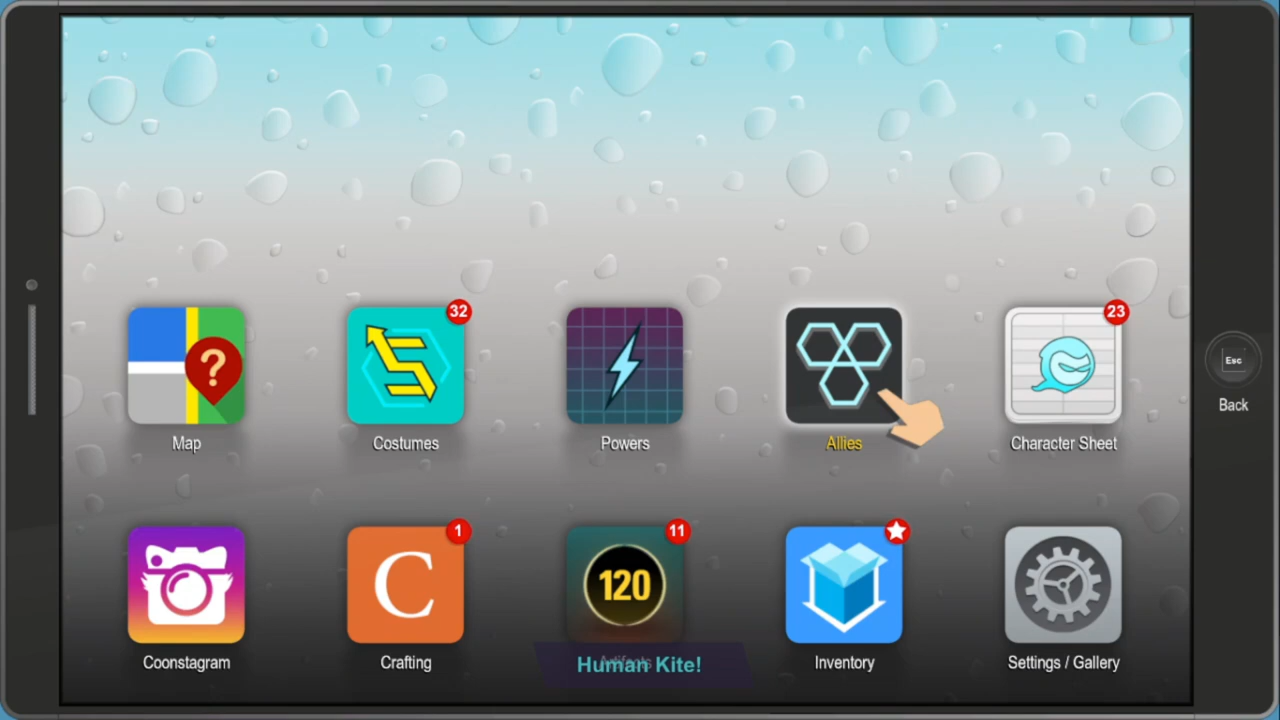 32
23
?
Esc
Map
Costumes
Powers
Allies
Character Sheet
Back
1
11
C
120
Coonstagram
Crafting
Artifacts
Human Kite!
Inventory
Settings / Gallery